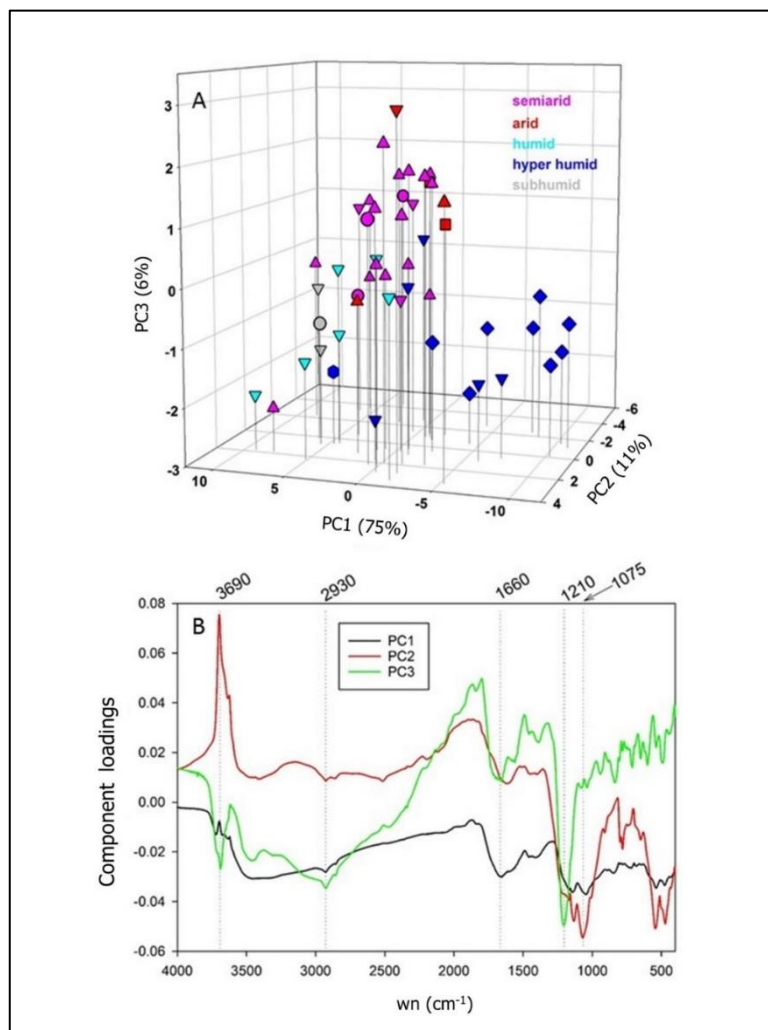 A
semiarid
arid
humid
hyper humid
subhumid
3
2
1
0
-1
-2
-3
PC3 (6%)
10
5
0
-5
-10
PC1 (75%)
-6
-4
-2
0
2
4
PC2 (11%)
3690
2930
1660
1210
1075
B
PC1
PC2
PC3
0.08
0.06
0.04
0.02
0.00
-0.02
-0.04
-0.06
Component loadings
4000
3500
3000
2500
2000
1500
1000
500
wn (cm⁻¹)